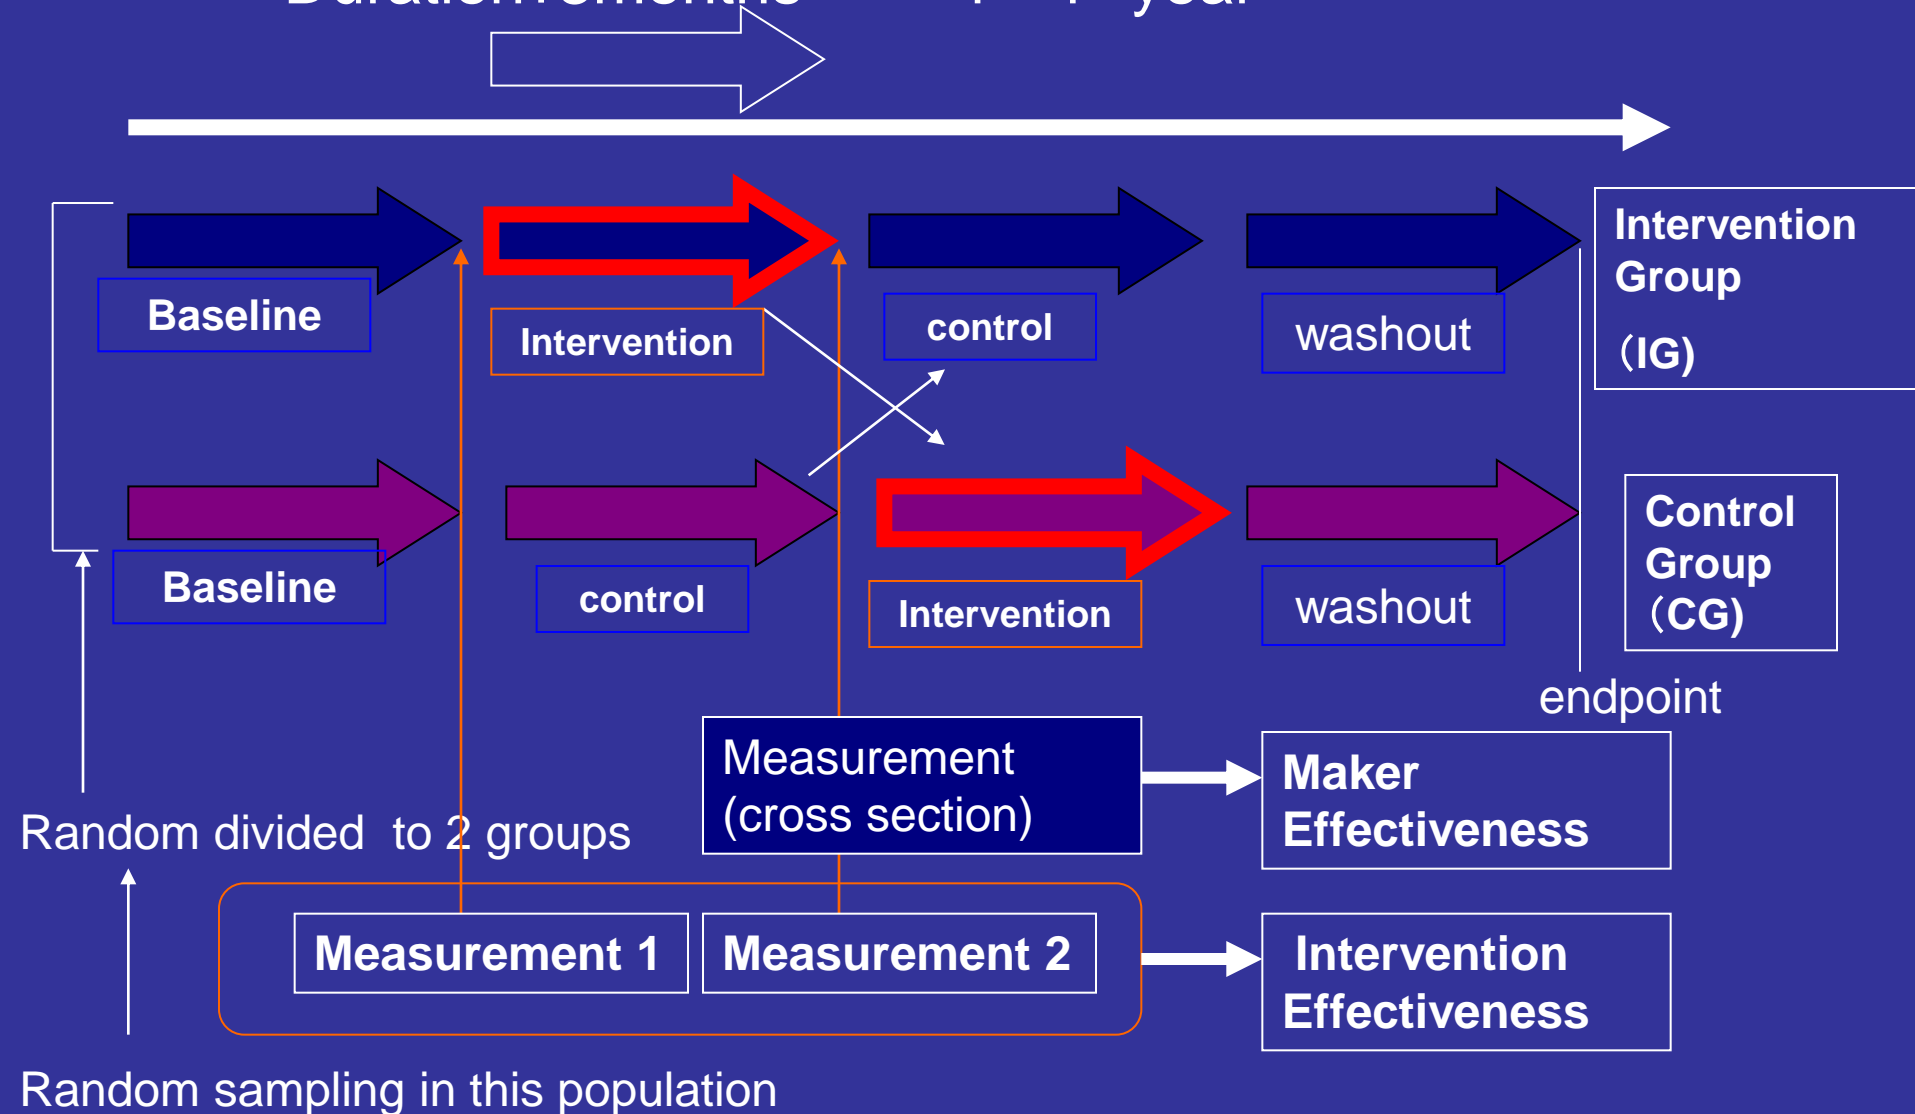 year
Intervention
Group
（IG)
Baseline
Intervention
control
washout
Control
Group
（CG)
Baseline
control
Intervention
washout
endpoint
Measurement
(cross section)
Maker
Effectiveness
Random divided  to 2 groups
Measurement 1
Measurement 2
Intervention
Effectiveness
Random sampling in this population